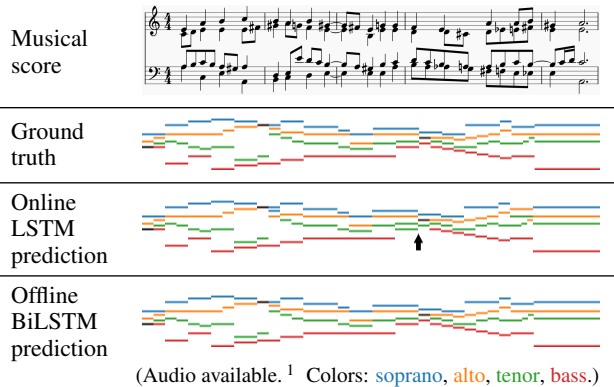 Musical
score
Ground
truth
Online
LSTM
prediction
Offline
BiLSTM
prediction
(Audio available. 1 Colors: soprano, alto, tenor, bass.)